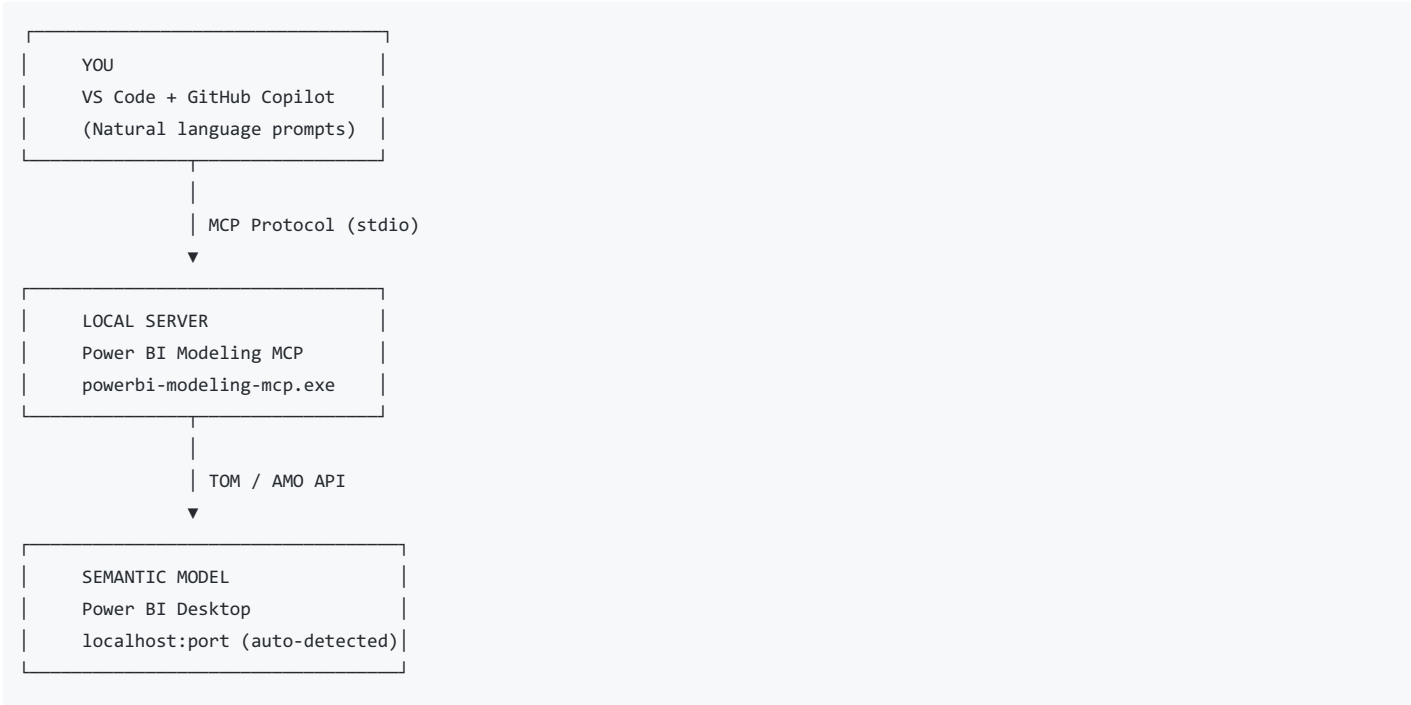 YOU
VS Code + GitHub Copilot
(Natural language prompts)
MCP Protocol (stdio)
LOCAL SERVER
Power BI Modeling MCP
powerbi-modeling-mcp.exe
TOM / AMO API
SEMANTIC MODEL
Power BI Desktop
localhost:port (auto-detected)